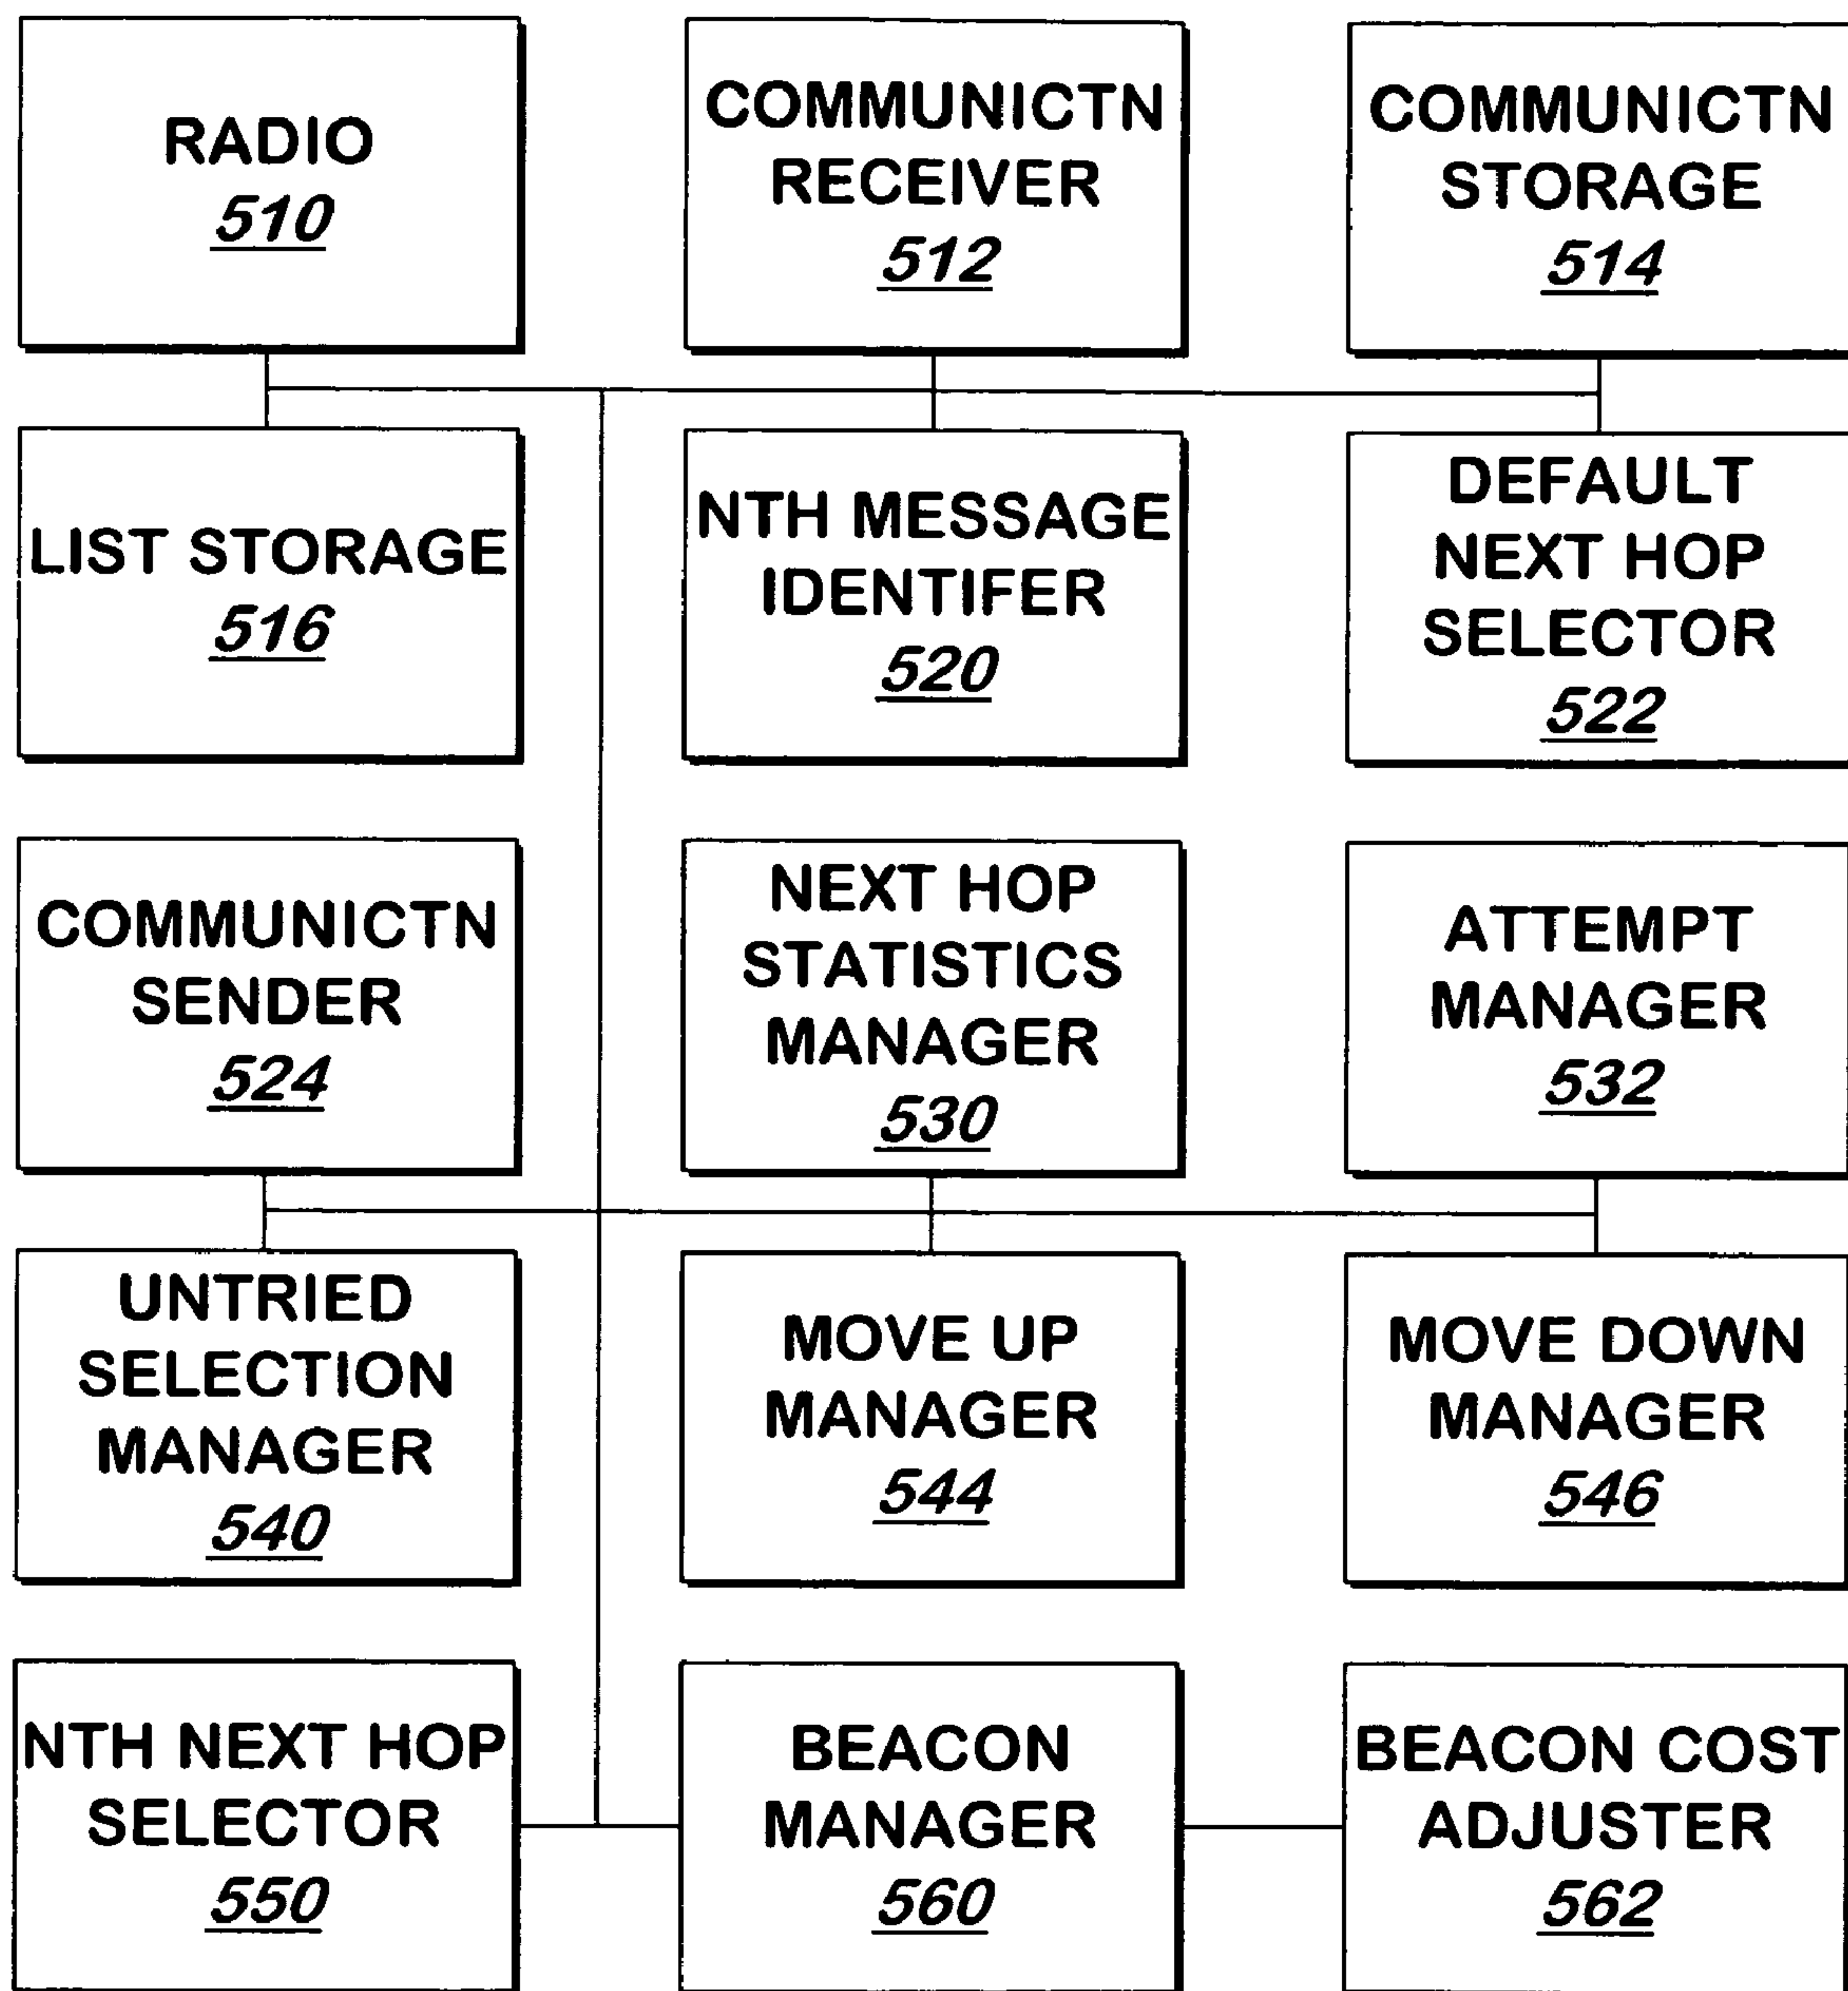 RADIO
510
COMMUNICTN
RECEIVER
512
COMMUNICTN
STORAGE
514
LIST STORAGE
516
NTH MESSAGE
IDENTIFER
520
DEFAULT
NEXT HOP
SELECTOR
522
COMMUNICTN
SENDER
524
NEXT HOP
STATISTICS
MANAGER
530
ATTEMPT
MANAGER
532
UNTRIED
SELECTION
MANAGER
540
MOVE UP
MANAGER
544
MOVE DOWN
MANAGER
546
NTH NEXT HOP
SELECTOR
550
BEACON
MANAGER
560
BEACON COST
ADJUSTER
562